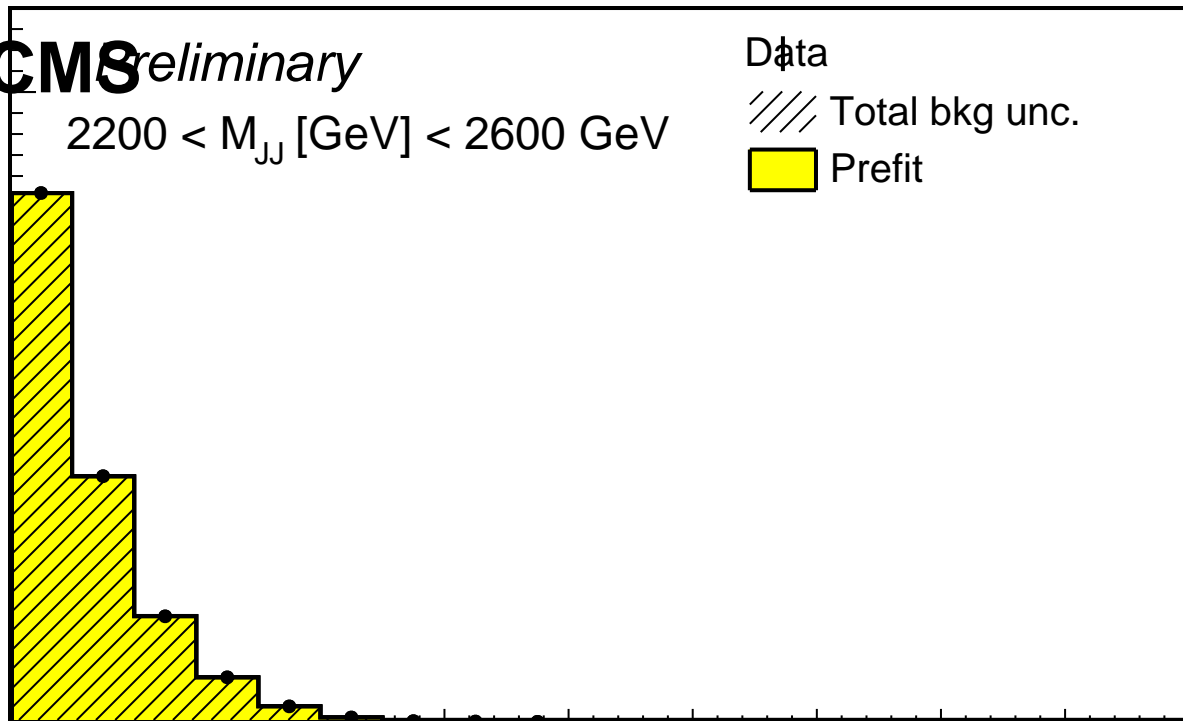 CMS Preliminary
2200 < M_JJ [GeV] < 2600 GeV
Data
Total bkg unc.
Prefit